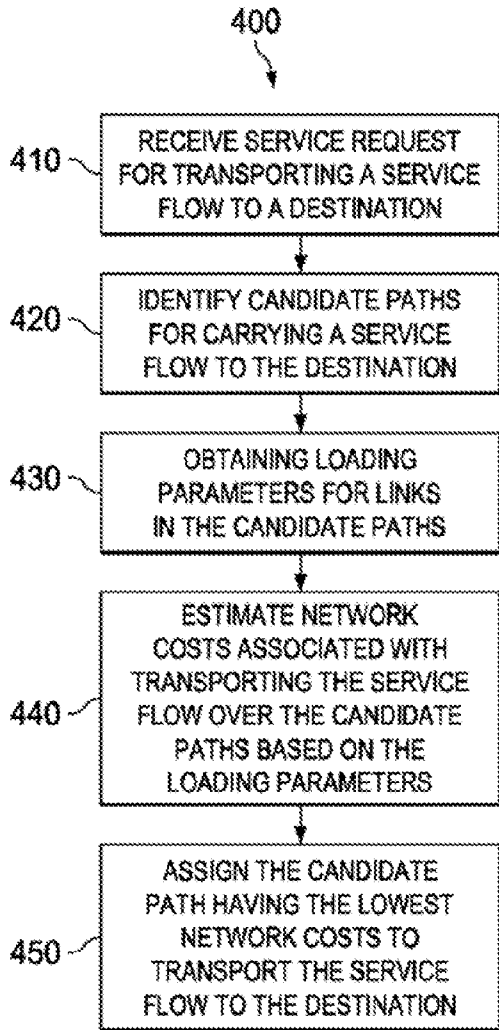 400
410
RECEIVE SERVICE REQUEST
FOR TRANSPORTING A SERVICE
FLOW TO A DESTINATION
420
IDENTIFY CANDIDATE PATHS
FOR CARRYING A SERVICE
FLOW TO THE DESTINATION
430
OBTAINING LOADING
PARAMETERS FOR LINKS
IN THE CANDIDATE PATHS
440
ESTIMATE NETWORK
COSTS ASSOCIATED WITH
TRANSPORTING THE SERVICE
FLOW OVER THE CANDIDATE
PATHS BASED ON THE
LOADING PARAMETERS
450
ASSIGN THE CANDIDATE
PATH HAVING THE LOWEST
NETWORK COSTS TO
TRANSPORT THE SERVICE
FLOW TO THE DESTINATION